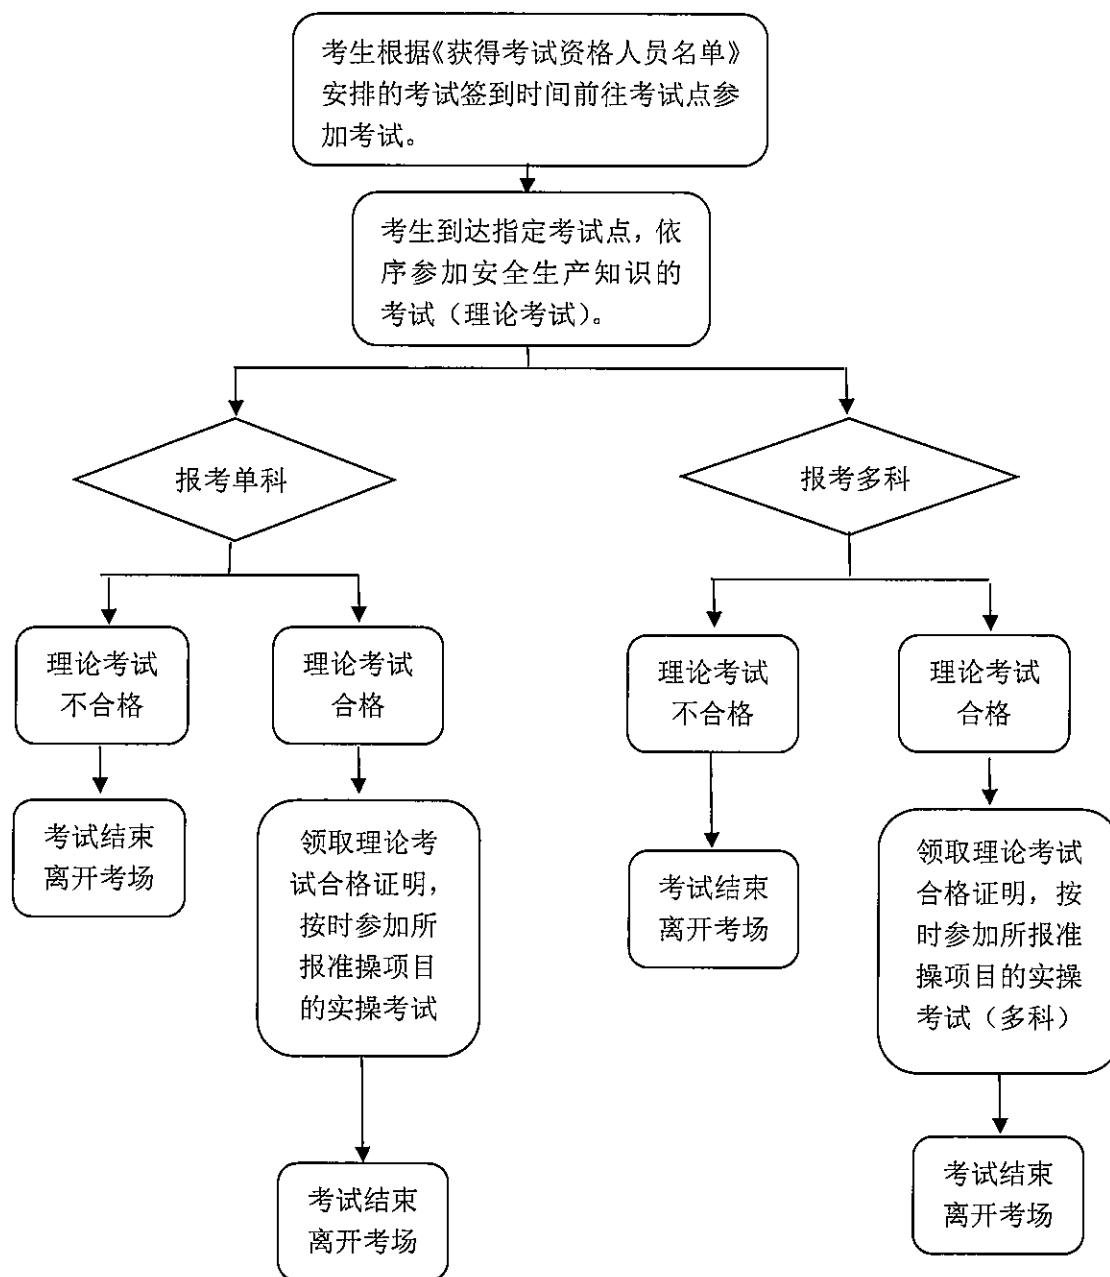 考生根据《获得考试资格人员名单》
安排的考试签到时间前往考试点参
加考试。
考生到达指定考试点，依
序参加安全生产知识的
考试（理论考试）。
报考单科
报考多科
理论考试
不合格
理论考试
合格
理论考试
不合格
理论考试
合格
考试结束
离开考场
领取理论考
试合格证明，
按时参加所
报准操项目
的实操考试
考试结束
离开考场
领取理论考试
合格证明，按
时参加所报准
操项目的实操
考试（多科）
考试结束
离开考场
考试结束
离开考场